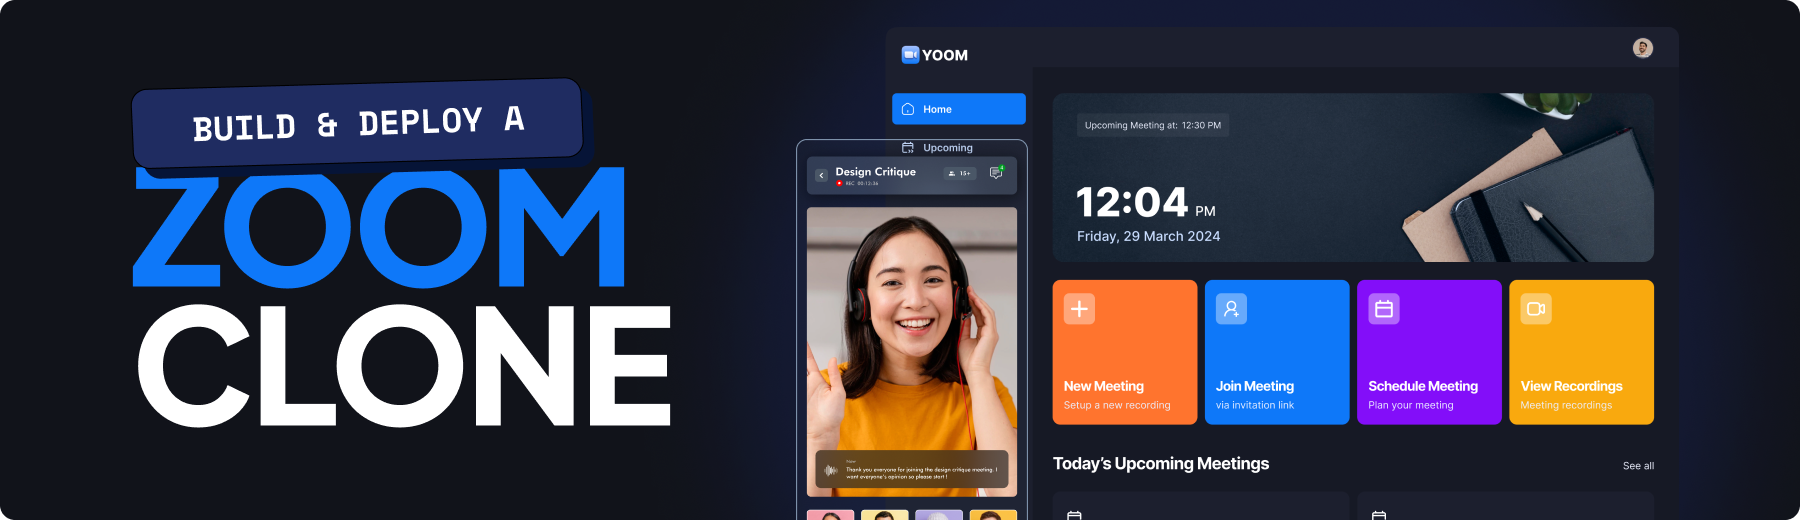 BUILD & DEPLOY A
ZOOM
CLONE
YOOM
Home
Upcoming
Design Critique
REC 00:12:36
15+
Thank you everyone for joining the design critique meeting. I
want everyone's opinion so please start !
Upcoming Meeting at: 12:30 PM
12:04 PM
Friday, 29 March 2024
New Meeting
Setup a new recording
Join Meeting
via invitation link
Schedule Meeting
Plan your meeting
View Recordings
Meeting recordings
Today's Upcoming Meetings
See all